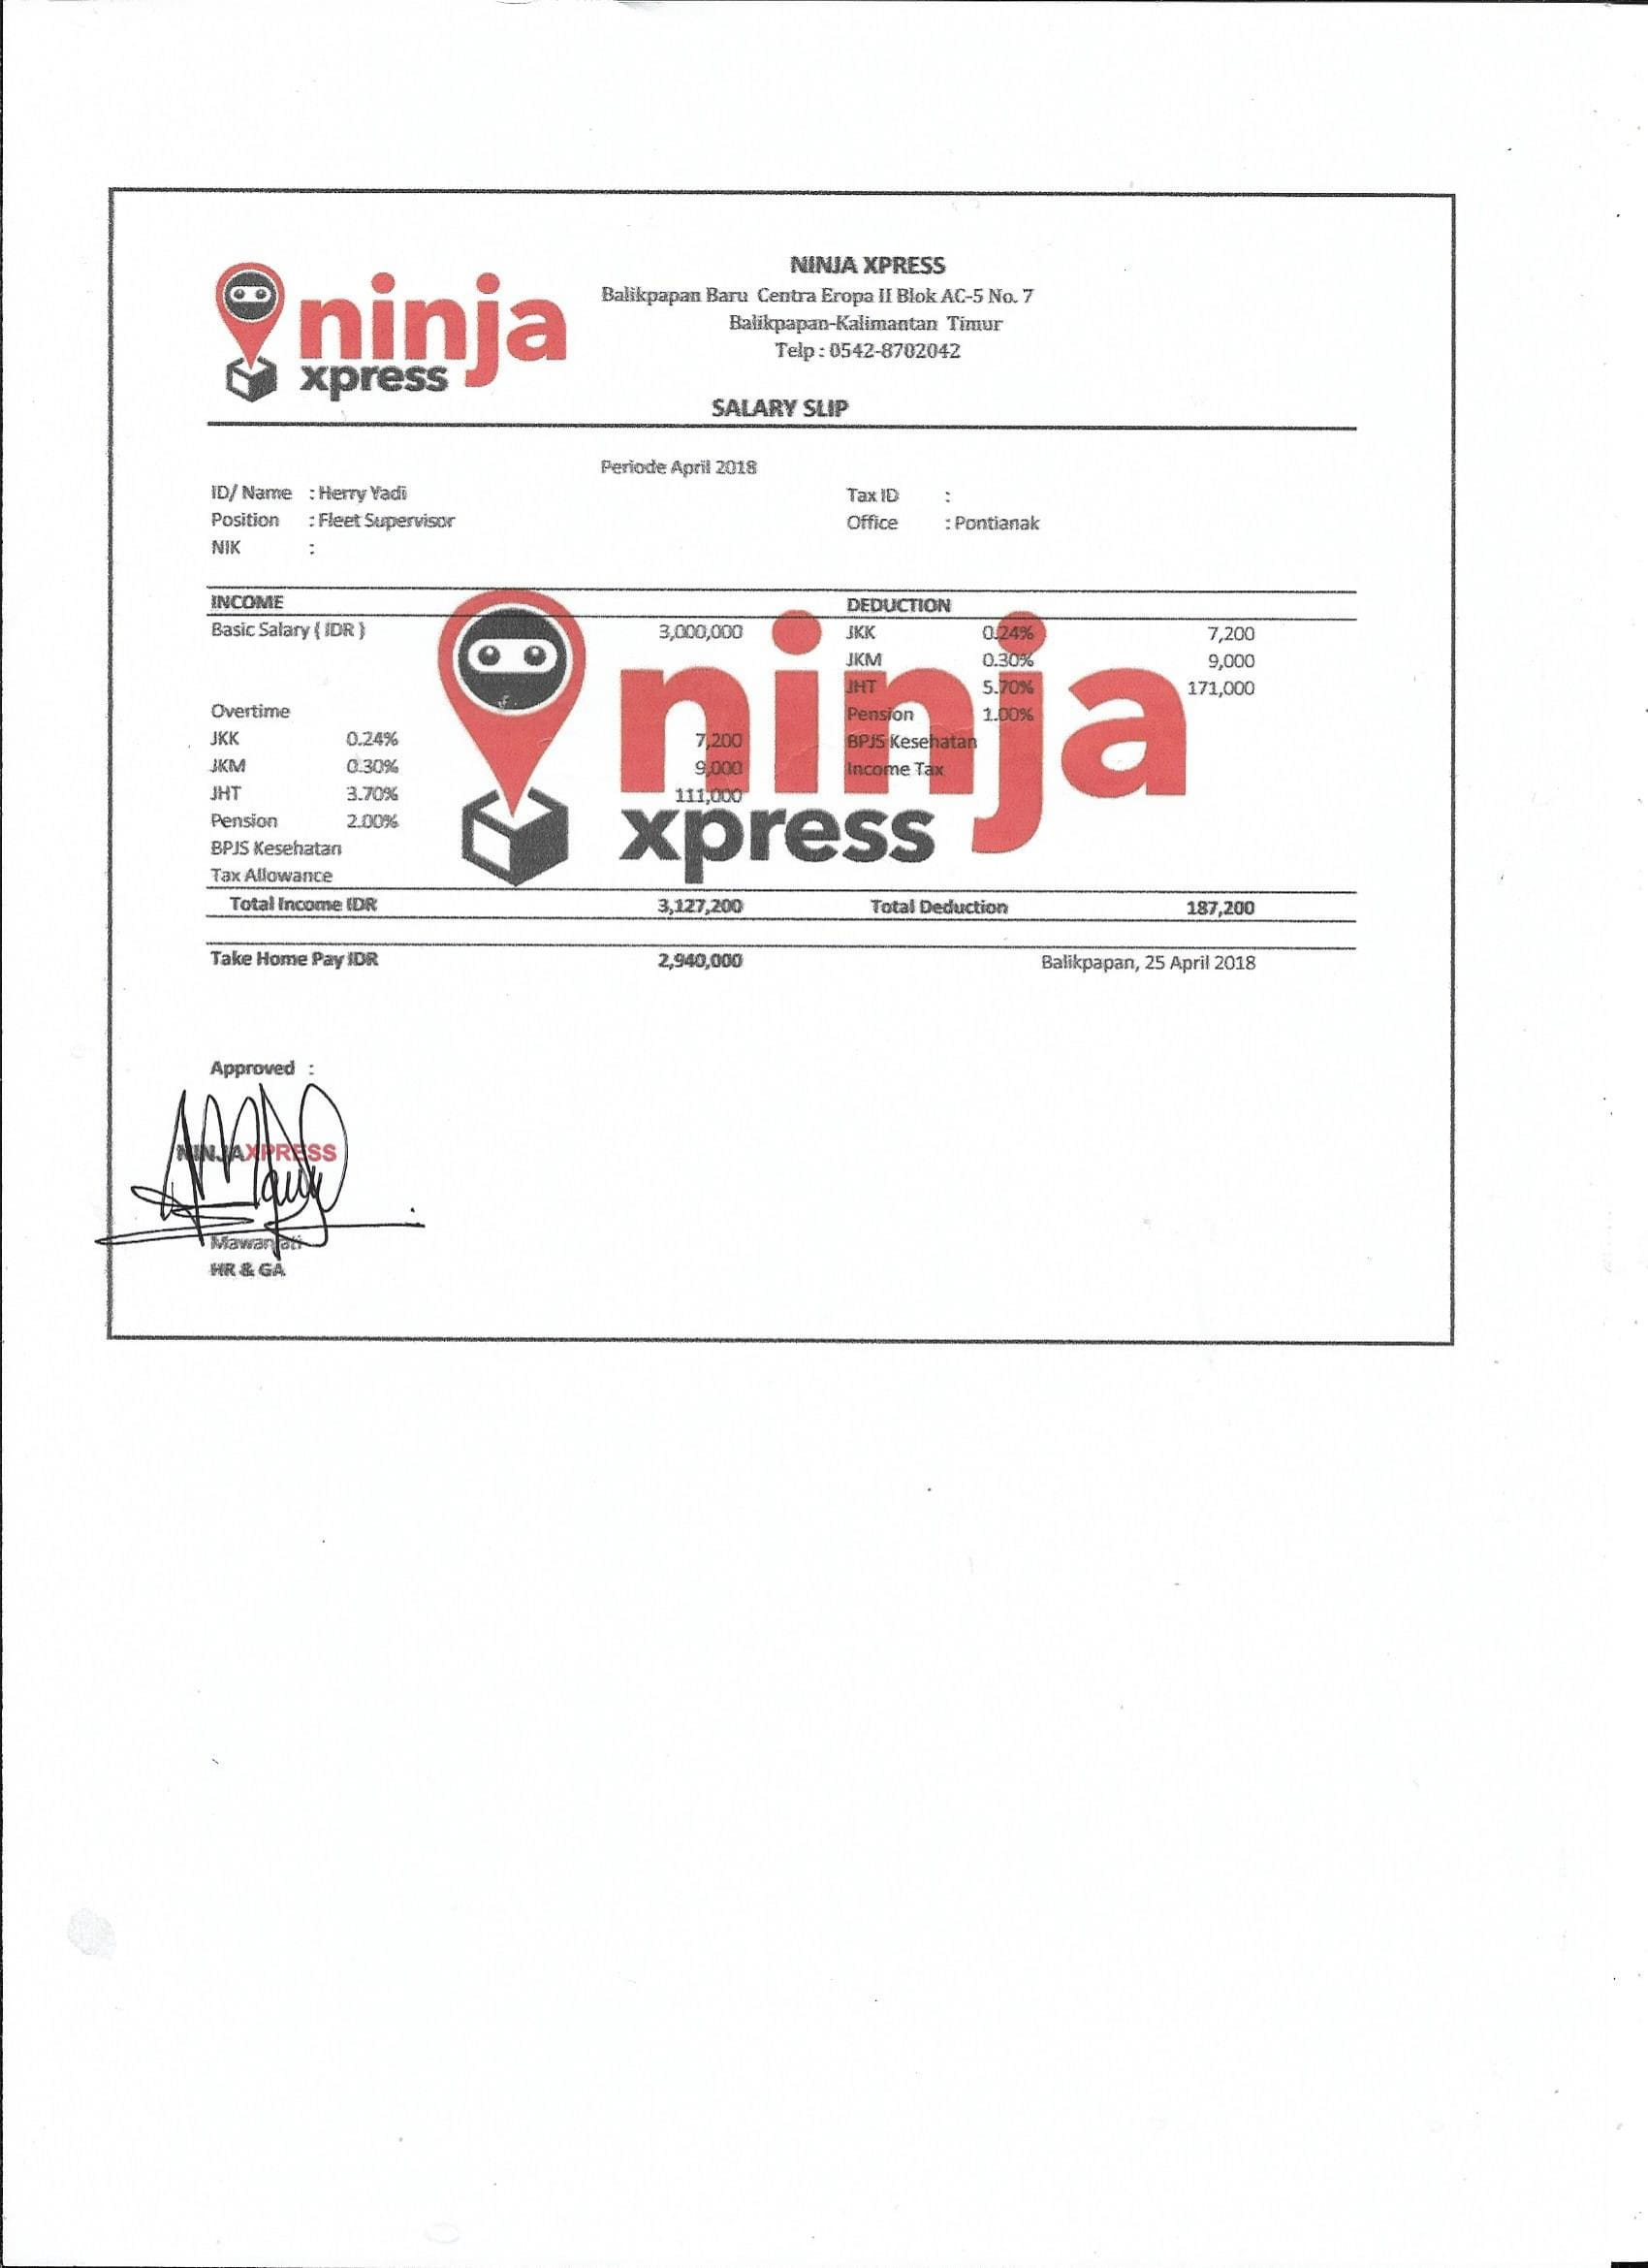 ninja
xpress
NINJA XPRESS
Balikpapan Baru Centra Eropa II Blok AC-5 No. 7
Balikpapan-Kalimantan Timur
Telp : 0542-8702042
SALARY SLIP
Periode April 2018
ID/ Name : Herry Yadi
Tax ID :
Position : Fleet Supervisor
Office : Pontianak
NIK :
INCOME DEDUCTION
Basic Salary ( IDR ) 3,000,000 JKK 0.24% 7,200
JKM 0.30% 9,000
JHT 5.70% 171,000
Overtime Pension 1.00%
JKK 0.24% 7,200 BPJS Kesehatan
JKM 0.30% 9,000 Income Tax
JHT 3.70% 111,000
Pension 2.00%
BPJS Kesehatan
Tax Allowance
ninja
xpress
Total Income IDR 3,127,200 Total Deduction 187,200
Take Home Pay IDR 2,940,000 Balikpapan, 25 April 2018
Approved :
NINJAXPRESS
Mawarjati
HR & GA